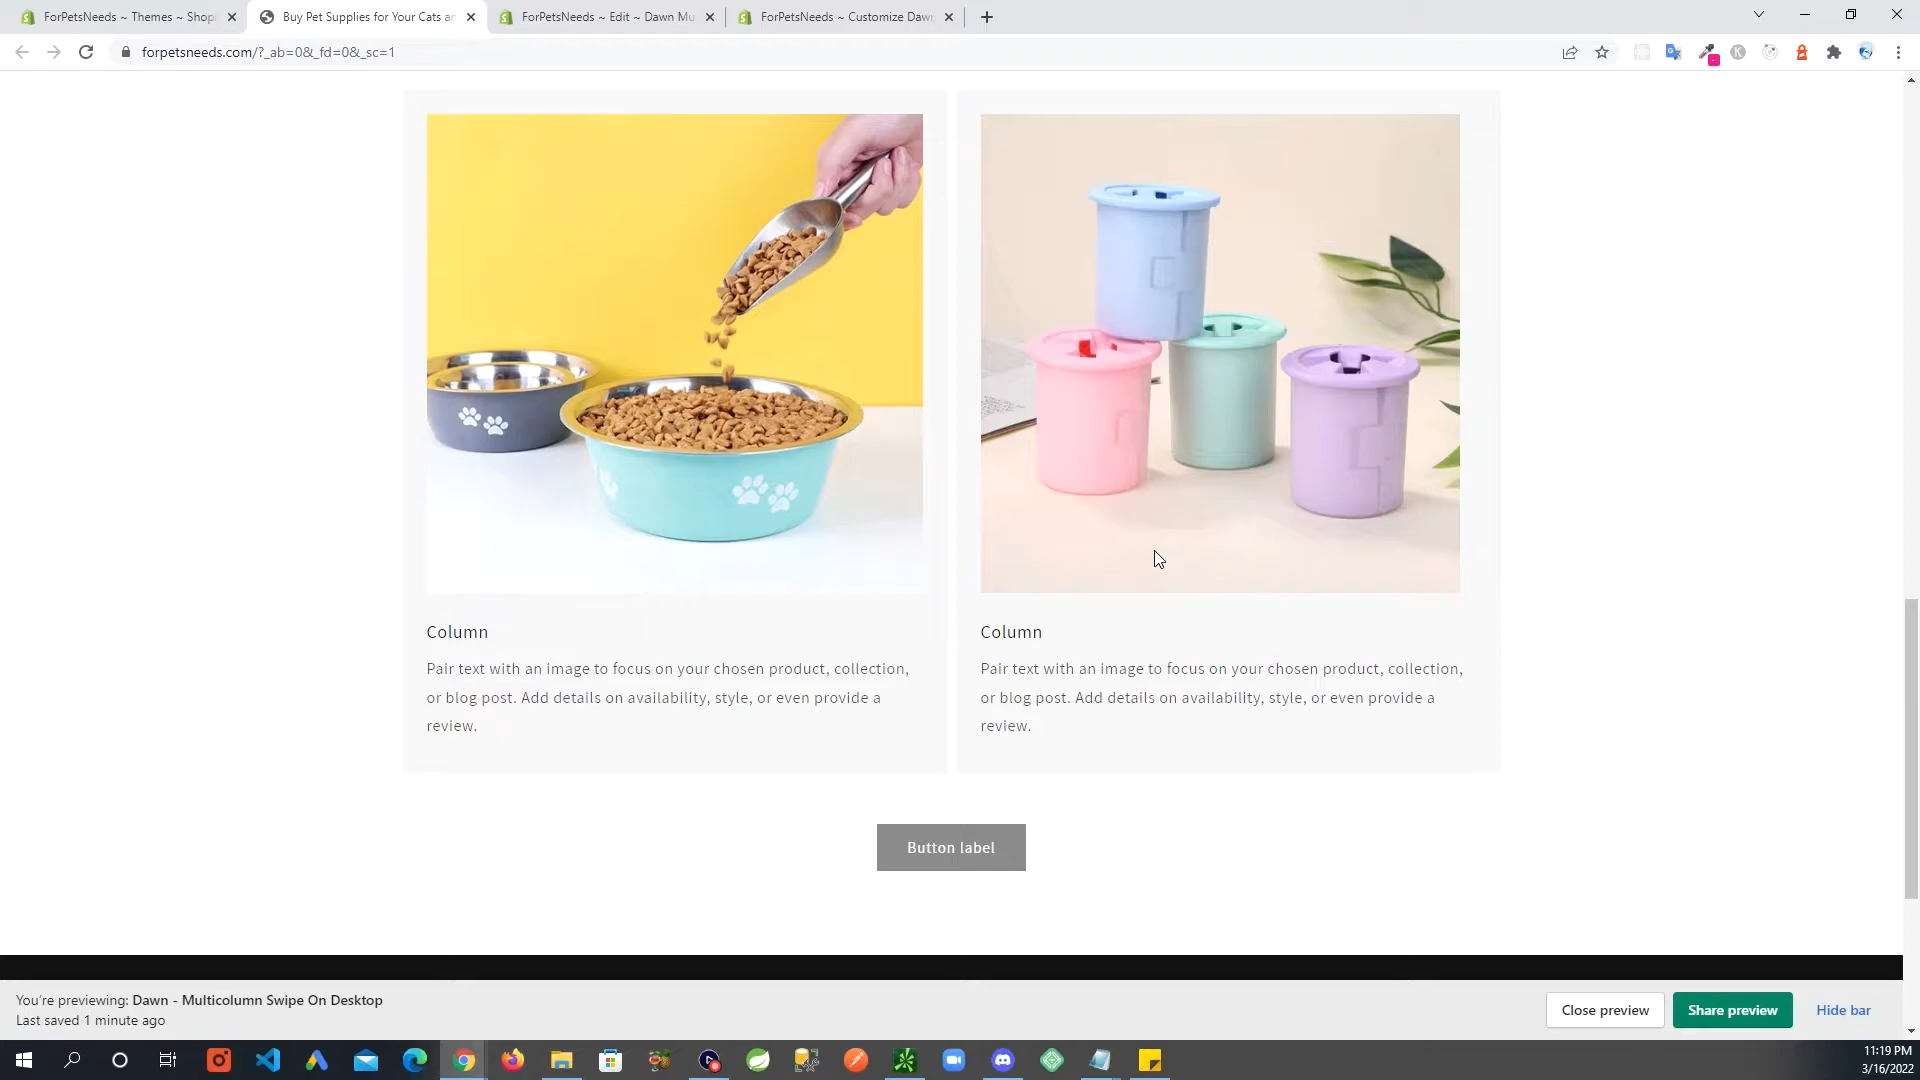 ForPetsNeeds ~ Themes ~ Shopi
Buy Pet Supplies for Your Cats an
ForPetsNeeds ~ Edit ~ Dawn Mu
ForPetsNeeds ~ Customize Dawn
forpetsneeds.com/?_ab=0&_fd=0&_sc=1
Column
Pair text with an image to focus on your chosen product, collection,
or blog post. Add details on availability, style, or even provide a
review.
Column
Pair text with an image to focus on your chosen product, collection,
or blog post. Add details on availability, style, or even provide a
review.
Button label
You're previewing: Dawn - Multicolumn Swipe On Desktop
Last saved 1 minute ago
Close preview
Share preview
Hide bar
11:19 PM
3/16/2022